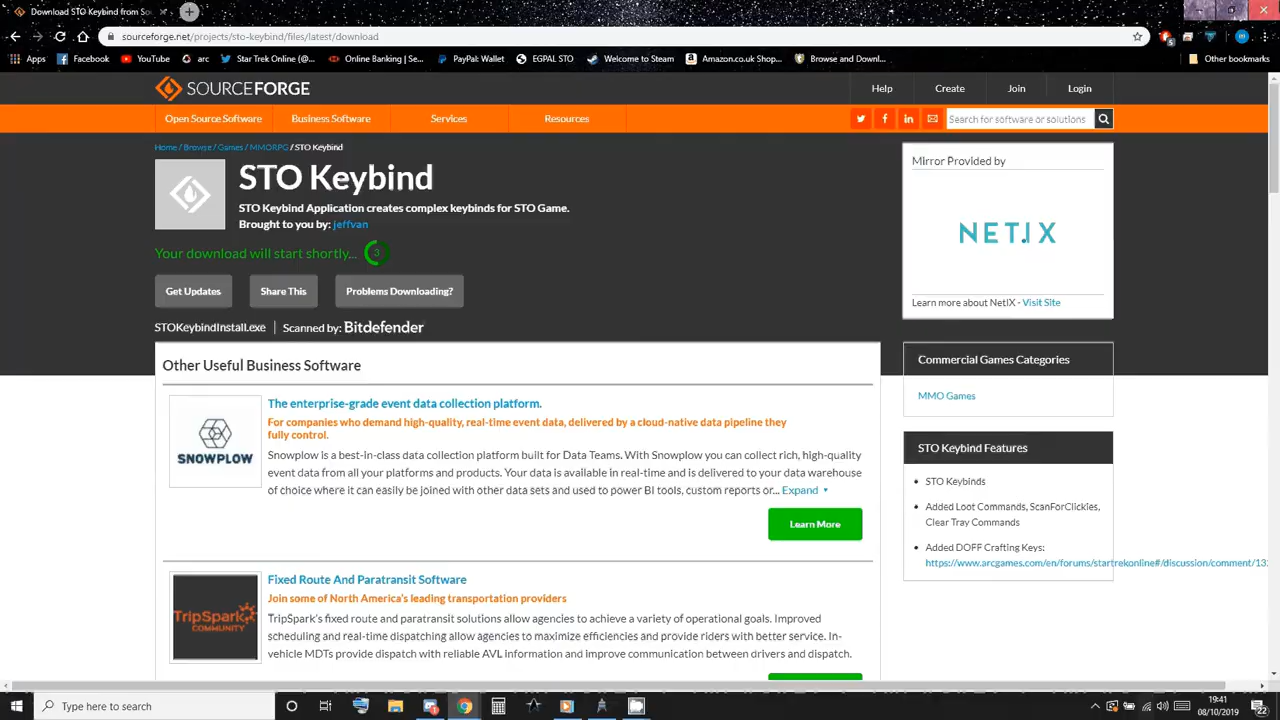 Download STO Keybind from Sou
sourceforge.net/projects/sto-keybind/files/latest/download
Apps
Facebook
YouTube
arc
Star Trek Online (@...
Online Banking | Se...
PayPal: Wallet
EGPAL STO
Welcome to Steam
Amazon.co.uk Shop...
Browse and Downl...
Other bookmarks
SOURCEFORGE
Help
Create
Join
Login
Open Source Software
Business Software
Services
Resources
Search for software or solutions
Home / Browse / Games / MMORPG / STO Keybind
STO Keybind
STO Keybind Application creates complex keybinds for STO Game.
Brought to you by: jeffvan
Your download will start shortly... 3
Get Updates
Share This
Problems Downloading?
STOKeybindInstall.exe | Scanned by: Bitdefender
Mirror Provided by
NETIX
Learn more about NetIX - Visit Site
Other Useful Business Software
SNOWPLOW
The enterprise-grade event data collection platform.
For companies who demand high-quality, real-time event data, delivered by a cloud-native data pipeline they
fully control.
Snowplow is a best-in-class data collection platform built for Data Teams. With Snowplow you can collect rich, high-quality
event data from all your platforms and products. Your data is available in real-time and is delivered to your data warehouse
of choice where it can easily be joined with other data sets and used to power BI tools, custom reports or... Expand
Learn More
TripSpark
COMMUNITY
Fixed Route And Paratransit Software
Join some of North America's leading transportation providers
TripSpark's fixed route and paratransit solutions allow agencies to achieve a variety of operational goals. Improved
scheduling and real-time dispatching allow agencies to maximize efficiencies and provide riders with better service. In-
vehicle MDTs provide dispatch with reliable AVL information and improve communication between drivers and dispatch.
Commercial Games Categories
MMO Games
STO Keybind Features
STO Keybinds
Added Loot Commands, ScanForClickies,
Clear Tray Commands
Added DOFF Crafting Keys:
https://www.arcgames.com/en/forums/startrekonline#/discussion/comment/13
Type here to search
19:41
08/10/2019
22